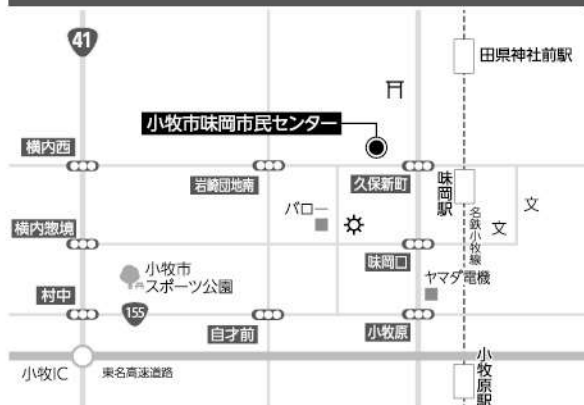 41
田県神社前駅
小牧市味岡市民センター
横内西
岩崎団地南
久保新町
味岡駅
文
文
バロー
名鉄小牧線
横内惣境
味岡口
小牧市
スポーツ公園
ヤマダ電機
村中
155
自才前
小牧原
小牧IC
東名高速道路
小牧原駅